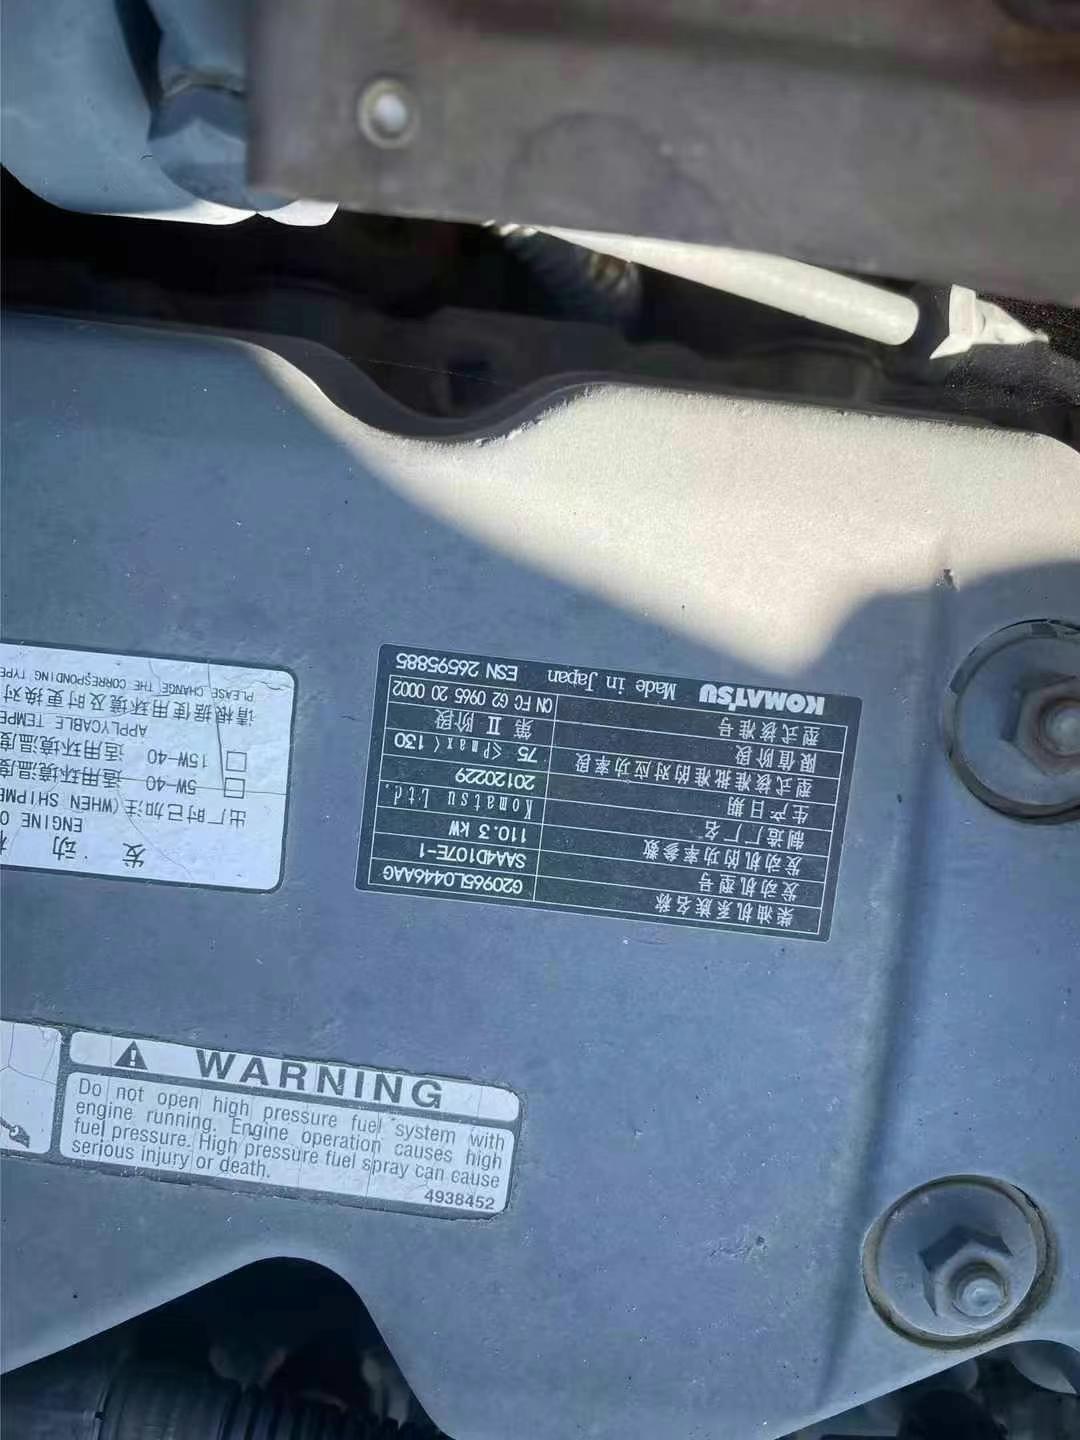 KOMATSU Made in Japan ESN 26595885
型式核准号 CN FC G2 0965 20 0002
限值阶段 第Ⅱ阶段
型式核准批准的对应功率段 75 ≤Pmax< 130
生产日期 20120229
制造厂厂名 Komatsu Ltd.
发动机的功率参数 110.3 kW
发动机型号 SAA4D107E-1
柴油机系族名称 G20965L0446AAG
发动
ENGINE
出厂时已加注(WHEN
5W-40 适用环境温度
15W-40 适用环境温度
APPLYCABLE
请根据使用环境及时更换对
PLEASE CHANGE THE CORRESPONDING TYPE
WARNING
Do not open high pressure fuel system with
engine running. Engine operation causes high
fuel pressure. High pressure fuel spray can cause
serious injury or death.
4938452